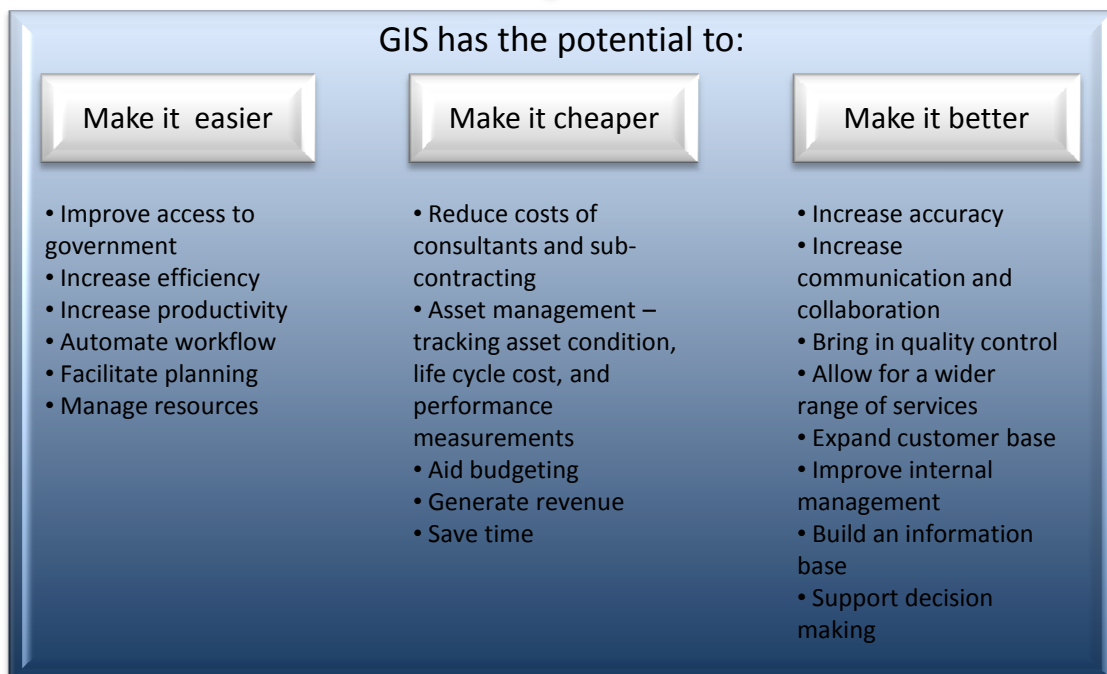 GIS has the potential to:
Make it  easier
• Improve access to
government
• Increase efficiency
• Increase productivity
• Automate workflow
• Facilitate planning
• Manage resources
Make it cheaper
• Reduce costs of
consultants and sub-
contracting
• Asset management –
tracking asset condition,
life cycle cost, and
performance
measurements
• Aid budgeting
• Generate revenue
• Save time
Make it better
• Increase accuracy
• Increase
communication and
collaboration
• Bring in quality control
• Allow for a wider
range of services
• Expand customer base
• Improve internal
management
• Build an information
base
• Support decision
making